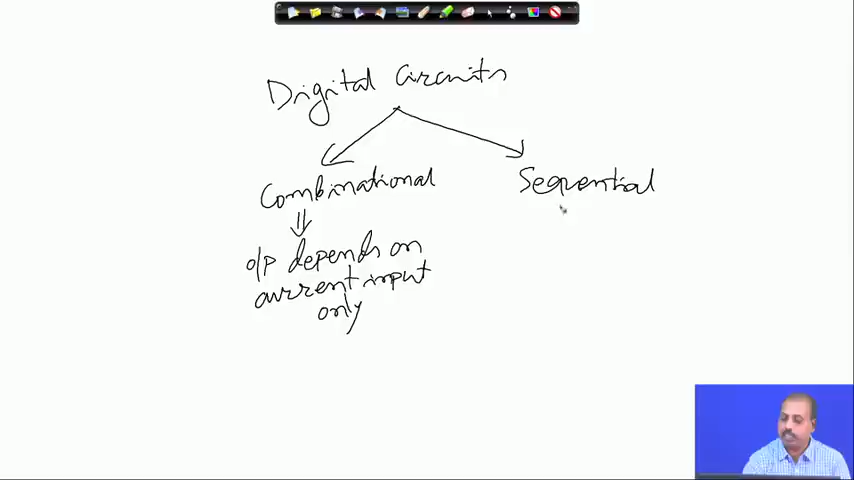 Digital Circuits
Combinational
Sequential
o/p depends on
current input
only